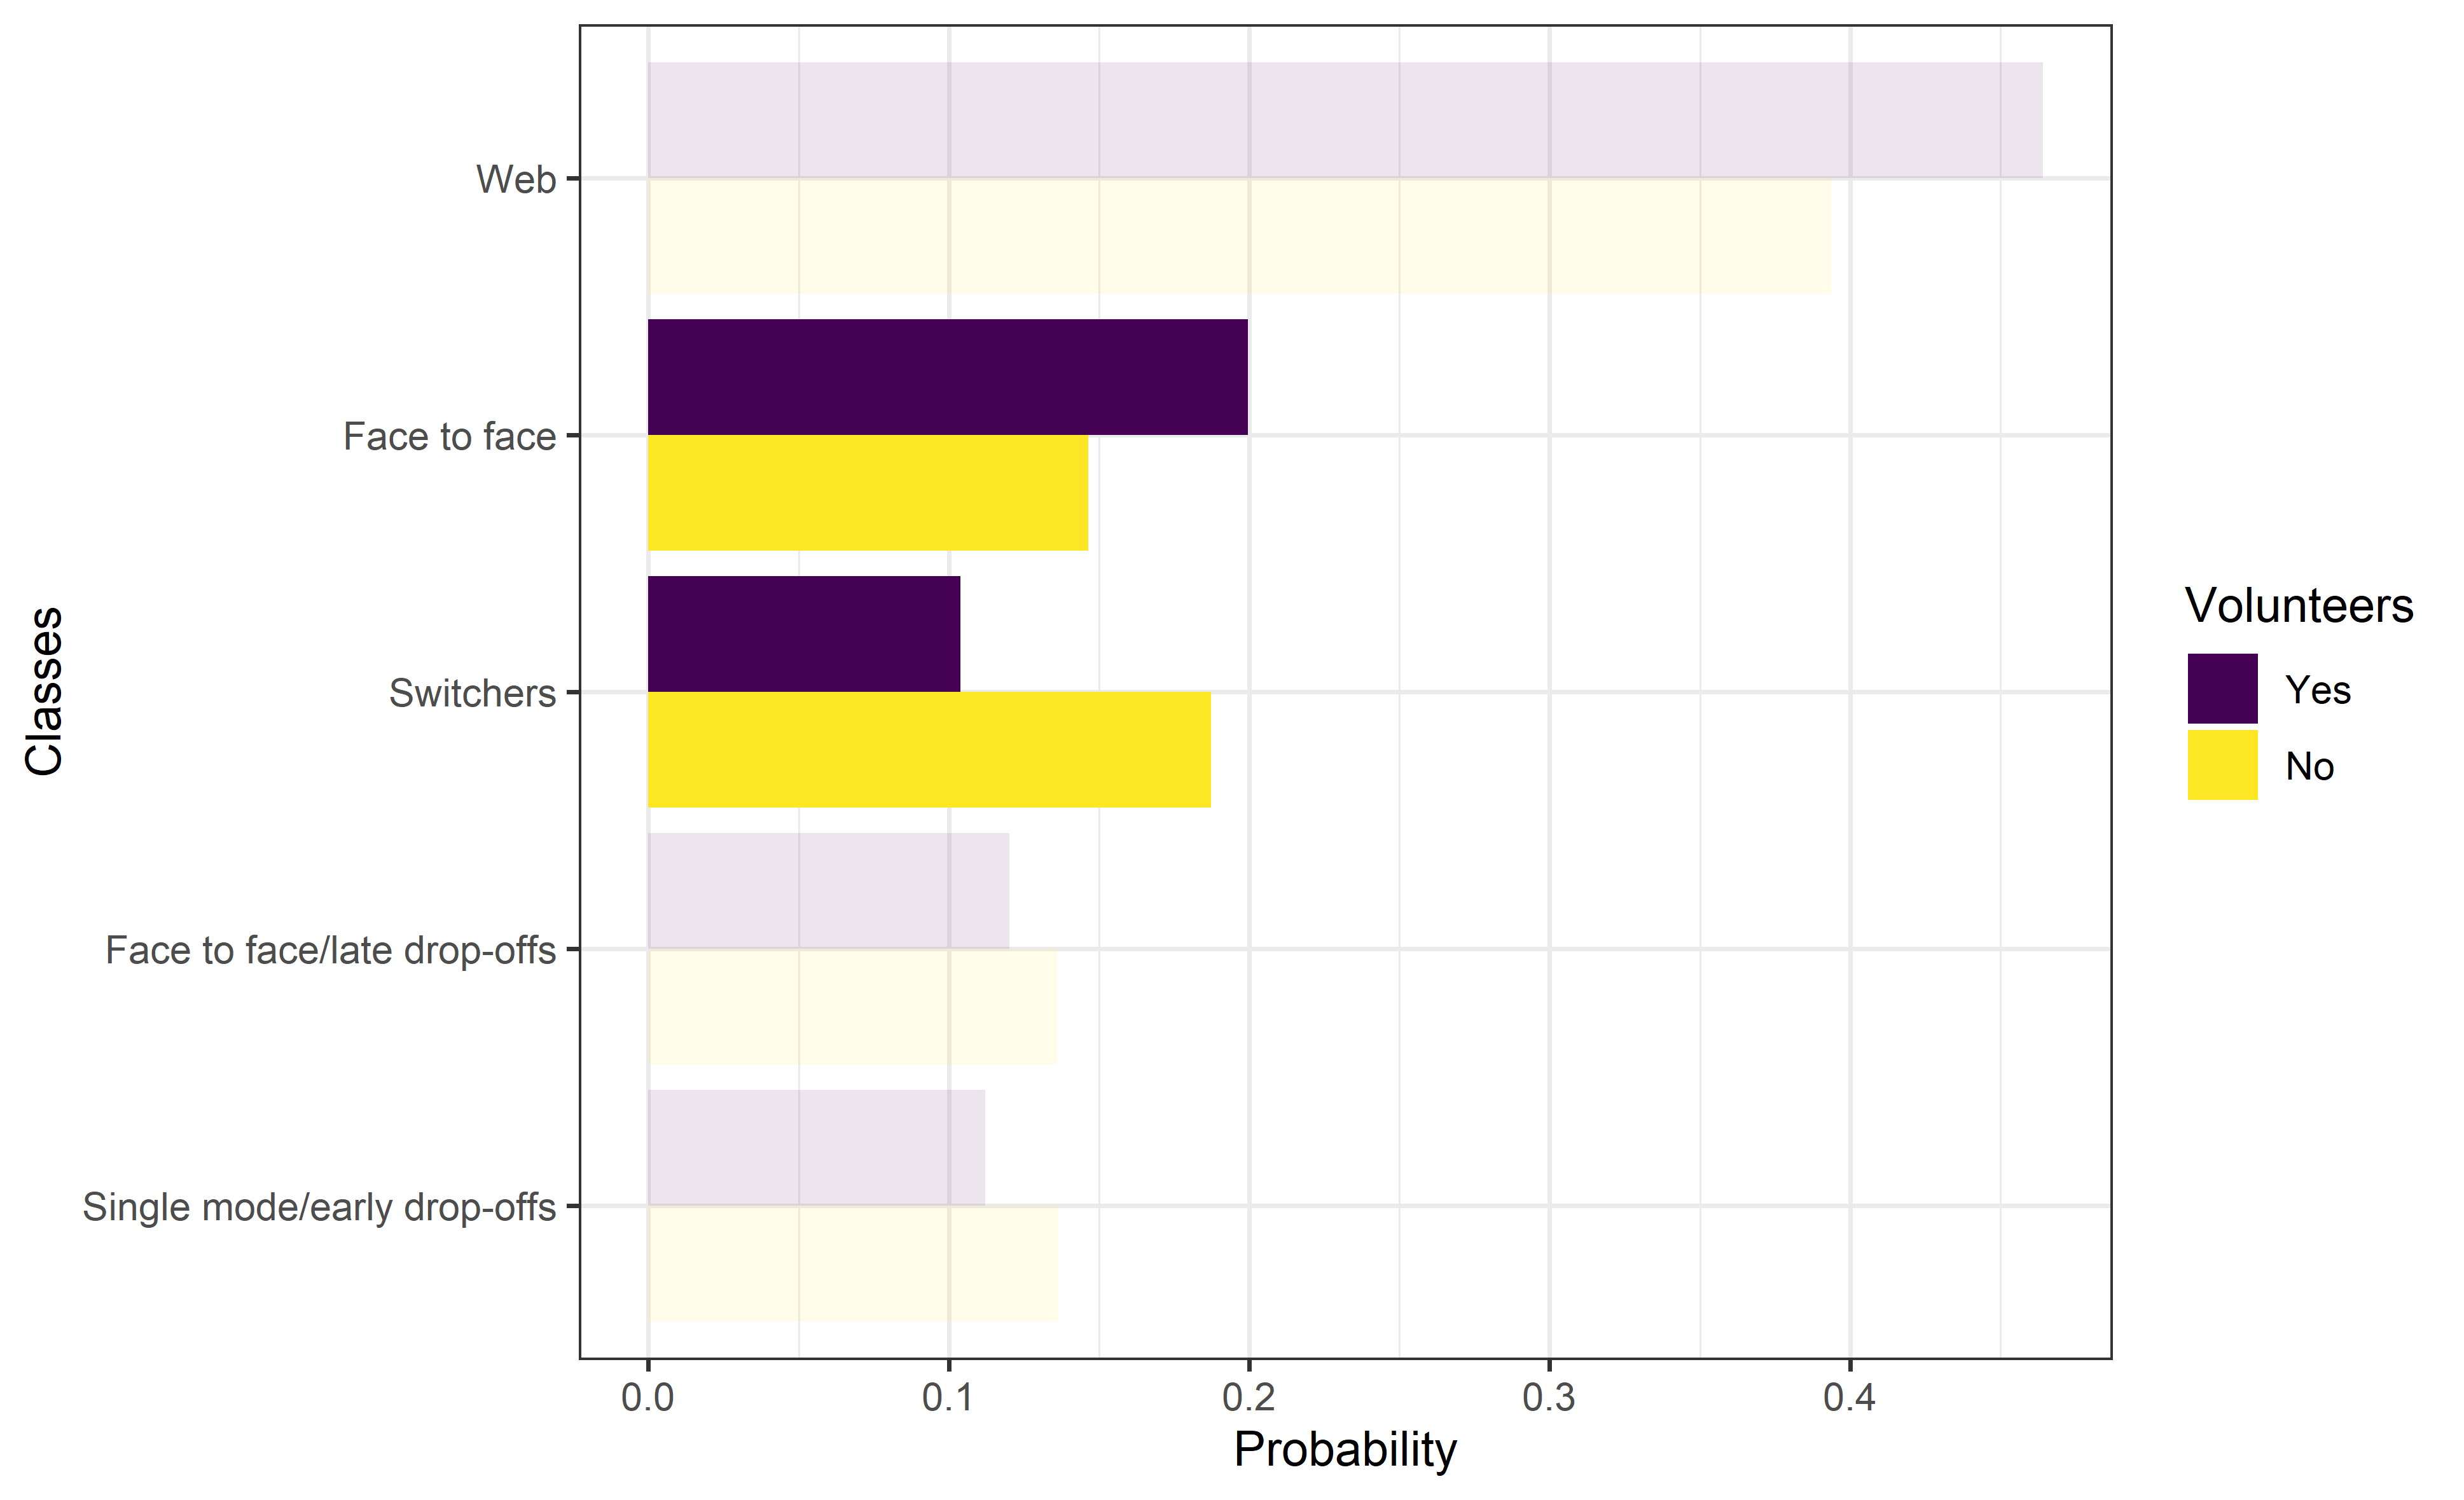 Web
Face to face
Switchers
Face to face/late drop-offs
Single mode/early drop-offs
Classes
0.0 0.1 0.2 0.3 0.4
Probability
Volunteers
Yes
No